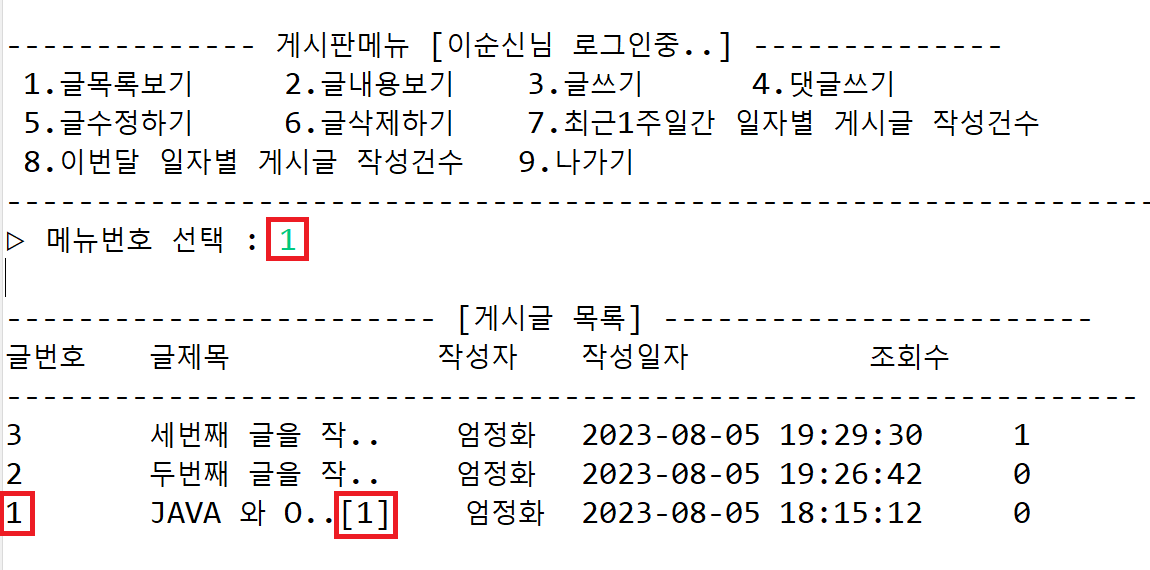 -------------- 게시판메뉴 [이순신님 로그인중..] --------------
1.글목록보기 2.글내용보기 3.글쓰기 4.댓글쓰기
5.글수정하기 6.글삭제하기 7.최근1주일간 일자별 게시글 작성건수
8.이번달 일자별 게시글 작성건수 9.나가기
----------------------------------------------------------------
▷ 메뉴번호 선택 : 1
------------------------ [게시글 목록] ------------------------
글번호 글제목 작성자 작성일자 조회수
---------------------------------------------------------------
3 세번째 글을 작.. 엄정화 2023-08-05 19:29:30 1
2 두번째 글을 작.. 엄정화 2023-08-05 19:26:42 0
1 JAVA 와 O..[1] 엄정화 2023-08-05 18:15:12 0